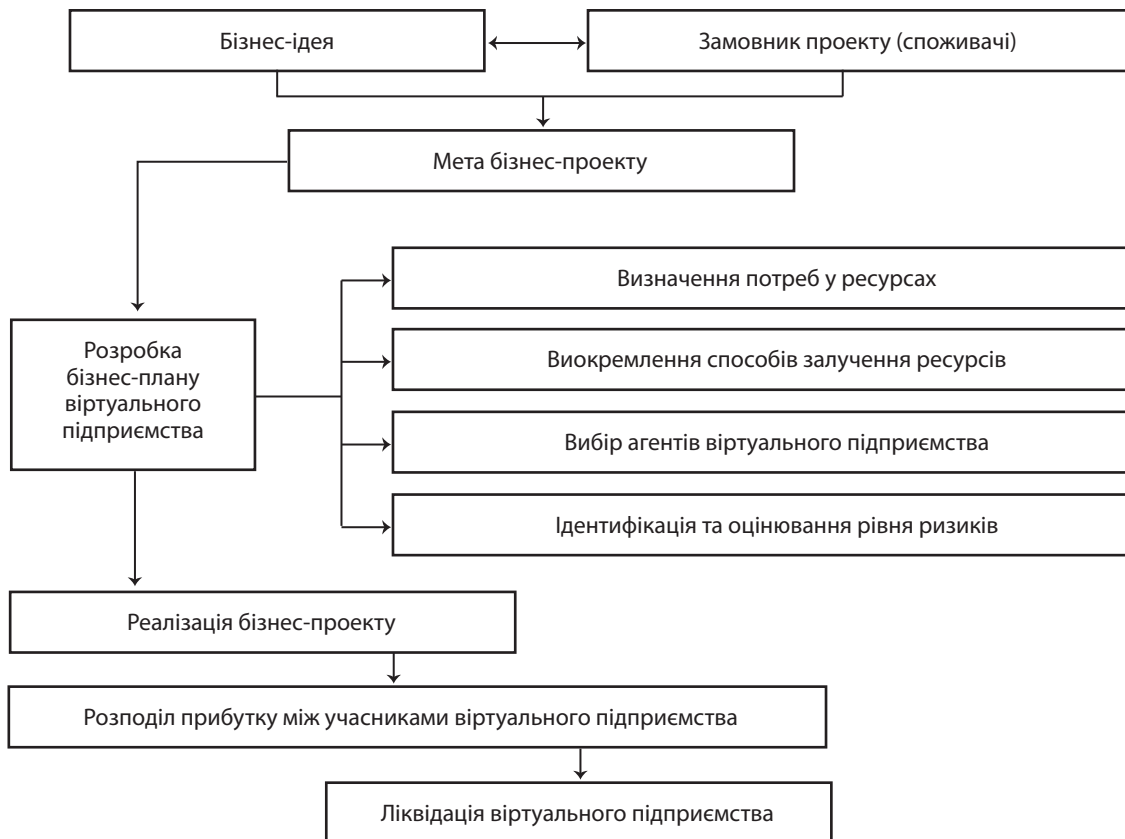 Бізнес-ідея
Замовник проекту (споживачі)
Мета бізнес-проекту
Визначення потреб у ресурсах
Розробка
бізнес-плану
віртуального
підприємства
Виокремлення способів залучення ресурсів
Вибір агентів віртуального підприємства
Ідентифікація та оцінювання рівня ризиків
Реалізація бізнес-проекту
Розподіл прибутку між учасниками віртуального підприємства
Ліквідація віртуального підприємства